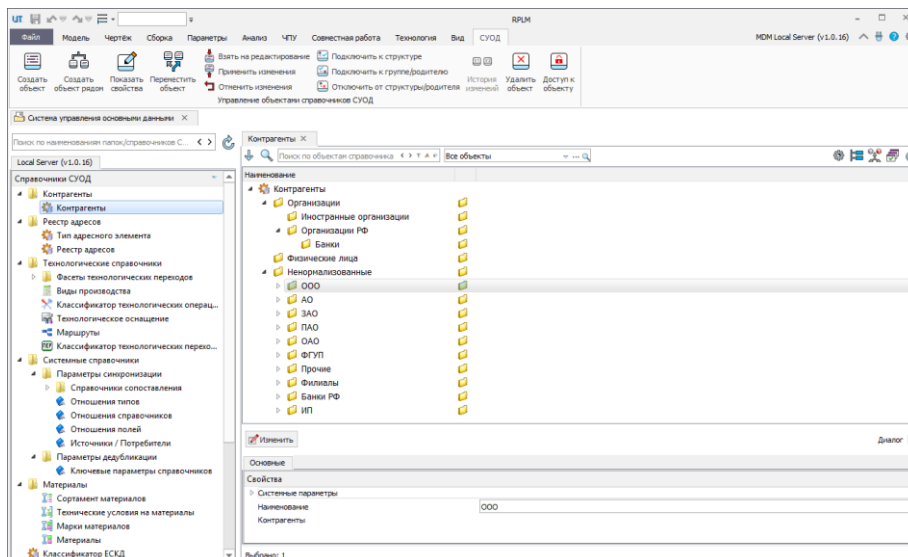 RPLM
Файл Модель Чертёж Сборка Параметры Анализ ЧПУ Совместная работа Технология Вид СУОД MDM Local Server (v1.0.16)
Создать объект
Создать объект рядом
Показать свойства
Переместить объект
Взять на редактирование
Применить изменения
Отменить изменения
Подключить к структуре
Подключить к группе/родителю
Отключить от структуры/родителя
История изменений
Удалить объект
Доступ к объекту
Управление объектами справочников СУОД
Система управления основными данными
Поиск по наименованиям папок/справочников С...
Local Server (v1.0.16)
Справочники СУОД
Контрагенты
Контрагенты
Реестр адресов
Тип адресного элемента
Реестр адресов
Технологические справочники
Фасеты технологических переходов
Виды производства
Классификатор технологических операц...
Технологическое оснащение
Маршруты
Классификатор технологических перехо...
Системные справочники
Параметры синхронизации
Справочники сопоставления
Отношения типов
Отношения справочников
Отношения полей
Источники / Потребители
Параметры дедубликации
Ключевые параметры справочников
Материалы
Сортамент материалов
Технические условия на материалы
Марки материалов
Материалы
Классификатор ЕСКД
Контрагенты
Поиск по объектам справочника
Все объекты
Наименование
Контрагенты
Организации
Иностранные организации
Организации РФ
Банки
Физические лица
Ненормализованные
ООО
АО
ЗАО
ПАО
ОАО
ФГУП
Прочие
Филиалы
Банки РФ
ИП
Изменить
Диалог
Основные
Свойства
Системные параметры
Наименование ООО
Контрагенты
Выбрано: 1